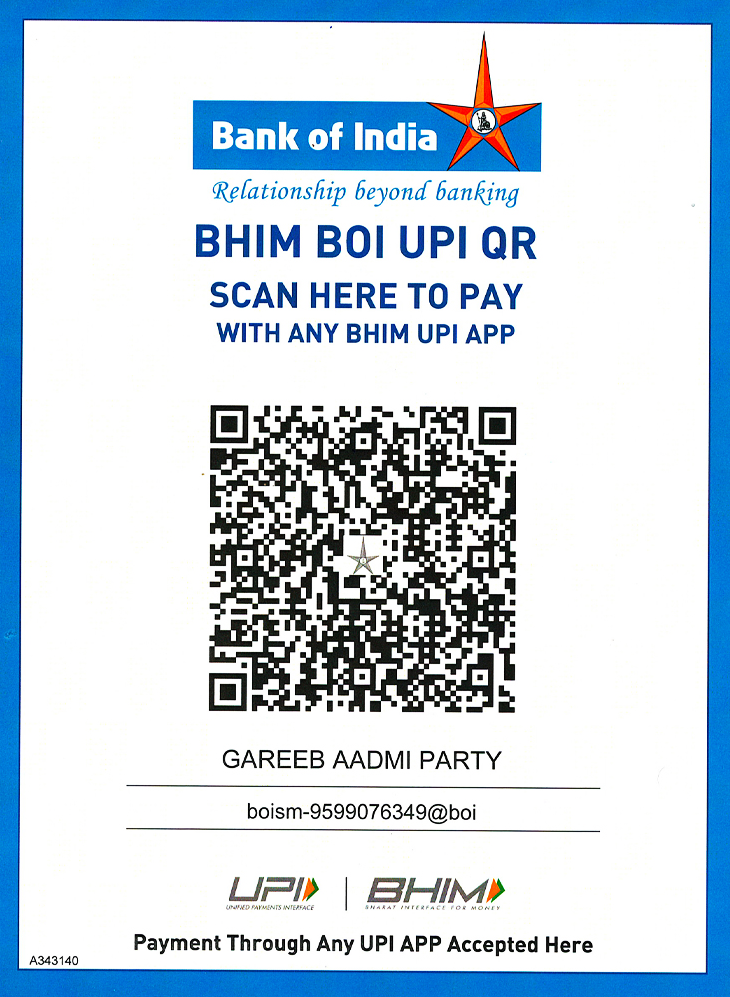 Bank of India
Relationship beyond banking
BHIM BOI UPI QR
SCAN HERE TO PAY
WITH ANY BHIM UPI APP
GAREEB AADMI PARTY
boism-9599076349@boi
UPI
UNIFIED PAYMENTS INTERFACE
BHIM
BHARAT INTERFACE FOR MONEY
Payment Through Any UPI APP Accepted Here
A343140